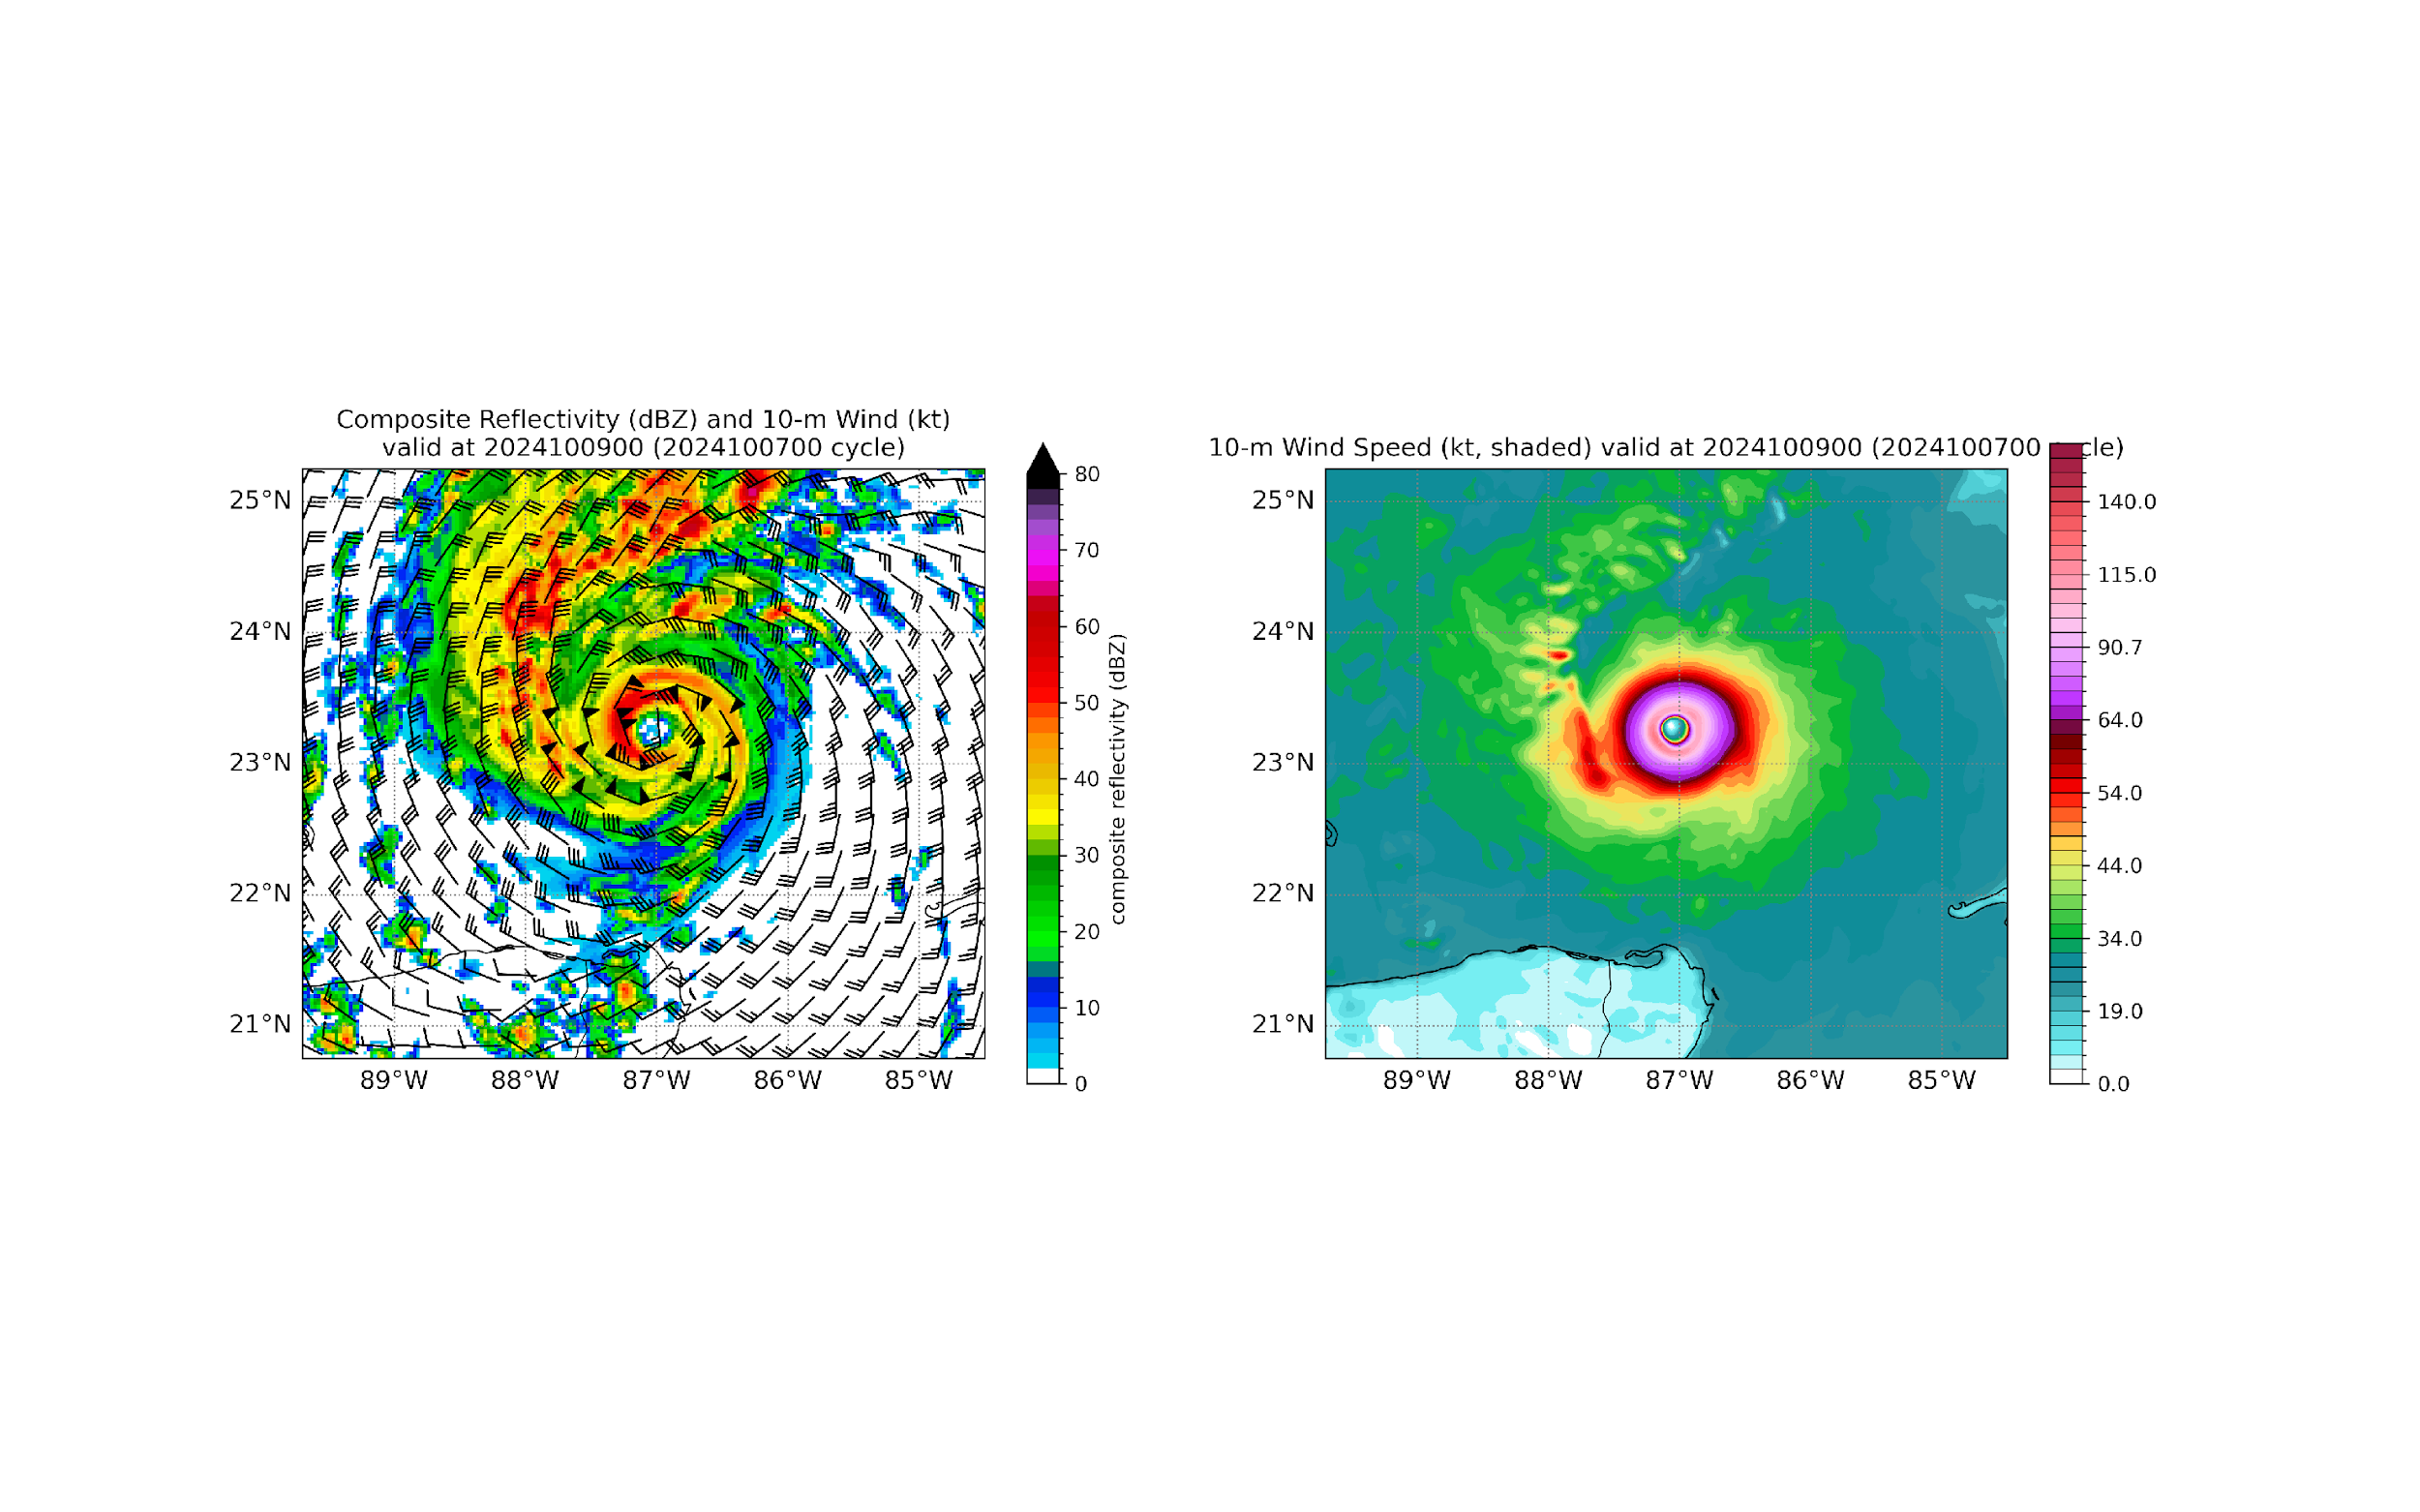 Composite Reflectivity (dBZ) and 10-m Wind (kt)
valid at 2024100900 (2024100700 cycle)
25°N
24°N
23°N
22°N
21°N
89°W 88°W 87°W 86°W 85°W
80
70
60
50
40
30
20
10
0
composite reflectivity (dBZ)
10-m Wind Speed (kt, shaded) valid at 2024100900 (2024100700 cle)
25°N
24°N
23°N
22°N
21°N
89°W 88°W 87°W 86°W 85°W
140.0
115.0
90.7
64.0
54.0
44.0
34.0
19.0
0.0